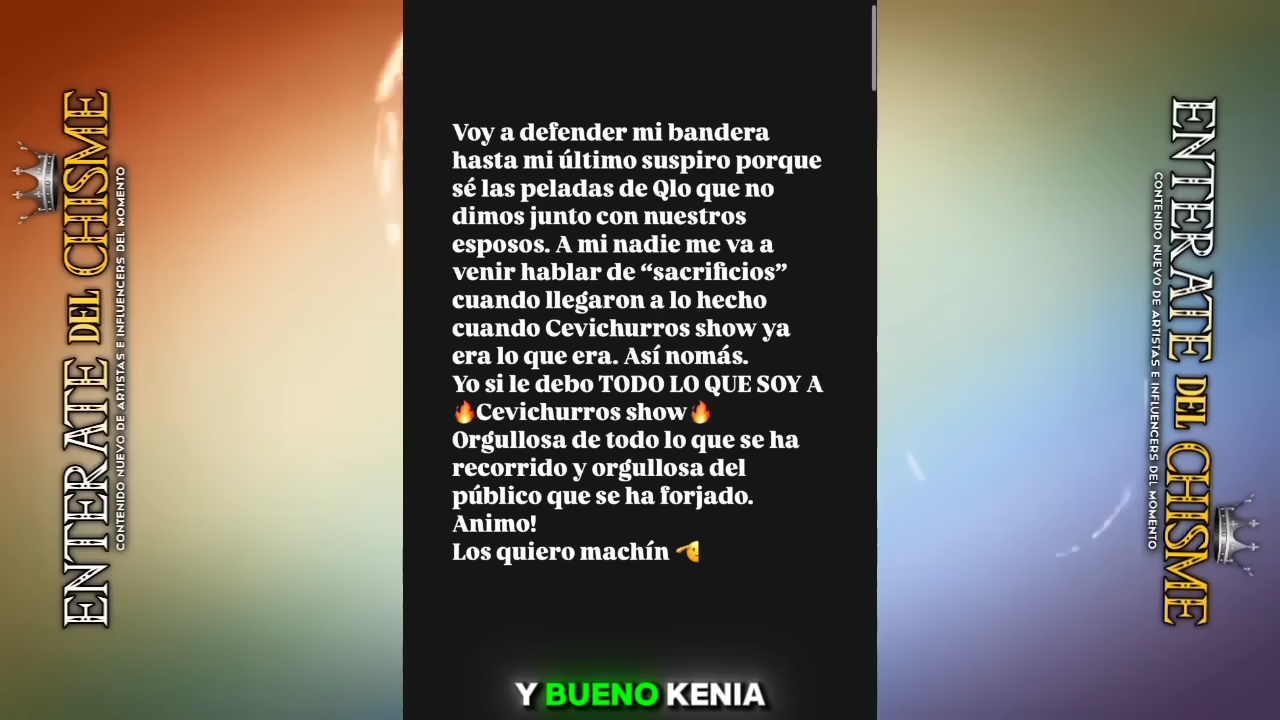 ENTERATE DEL CHISME
CONTENIDO NUEVO DE ARTISTAS E INFLUENCERS DEL MOMENTO
Voy a defender mi bandera
hasta mi último suspiro porque
sé las peladas de Qlo que no
dimos junto con nuestros
esposos. A mi nadie me va a
venir hablar de “sacrificios”
cuando llegaron a lo hecho
cuando Cevichurros show ya
era lo que era. Así nomás.
Yo si le debo TODO LO QUE SOY A
🔥Cevichurros show🔥
Orgullosa de todo lo que se ha
recorrido y orgullosa del
público que se ha forjado.
Animo!
Los quiero machín 🫡
Y BUENO KENIA
ENTERATE DEL CHISME
CONTENIDO NUEVO DE ARTISTAS E INFLUENCERS DEL MOMENTO